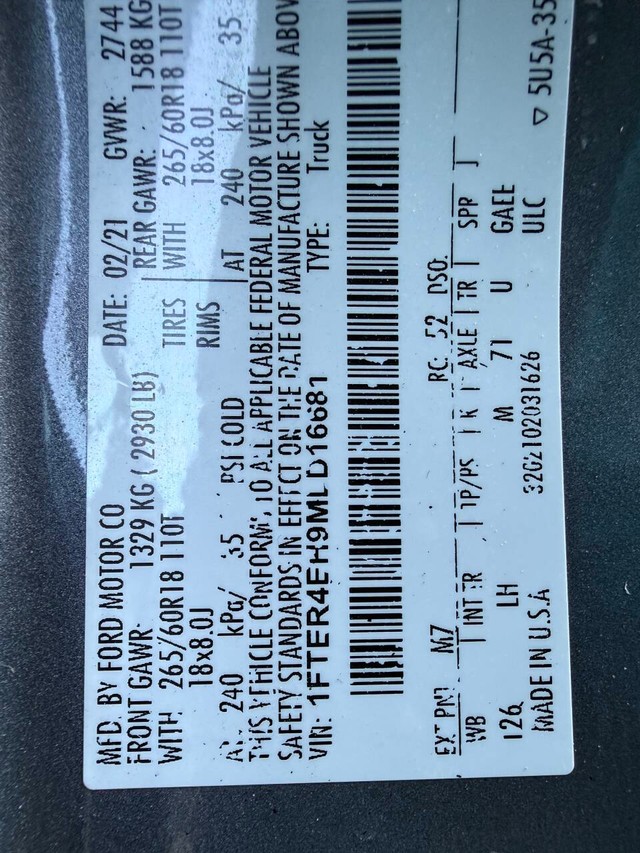 MFD. BY FORD MOTOR CO DATE: 02/21 GVWR: 2744
FRONT GAWR: 1329 KG ( 2930 LB) REAR GAWR: 1588 KG
WITH 265/60R18 110T TIRES WITH 265/60R18 110T
18x8.0J RIMS 18x8.0J
AT 240 kPa/ 35 PSI COLD AT 240 kPa/ 35
THIS VEHICLE CONFORMS TO ALL APPLICABLE FEDERAL MOTOR VEHICLE
SAFETY STANDARDS IN EFFECT ON THE DATE OF MANUFACTURE SHOWN ABOV
VIN: 1FTER4EH9MLD16681 TYPE: Truck
EXT PNT M7 RC: 52 DSO:
WB INT TR TP/PS R AXLE TR SPR
126 LH M 71 U GAEE
ULC
MADE IN U.S.A 32G2102031626 ▽ 5U5A-35